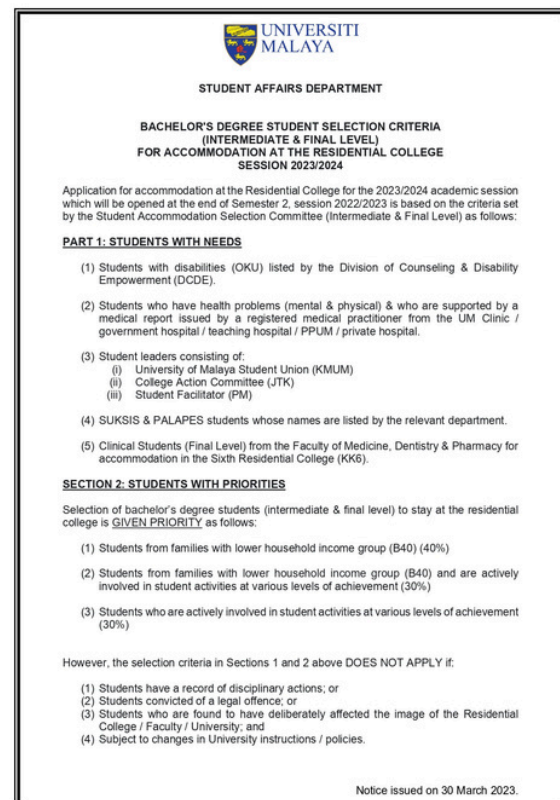 UNIVERSITI
MALAYA
STUDENT AFFAIRS DEPARTMENT
BACHELOR'S DEGREE STUDENT SELECTION CRITERIA
(INTERMEDIATE & FINAL LEVEL)
FOR ACCOMMODATION AT THE RESIDENTIAL COLLEGE
SESSION 2023/2024
Application for accommodation at the Residential College for the 2023/2024 academic session
which will be opened at the end of Semester 2, session 2022/2023 is based on the criteria set
by the Student Accommodation Selection Committee (Intermediate & Final Level) as follows:
PART 1: STUDENTS WITH NEEDS
(1) Students with disabilities (OKU) listed by the Division of Counseling & Disability
Empowerment (DCDE).
(2) Students who have health problems (mental & physical) & who are supported by a
medical report issued by a registered medical practitioner from the UM Clinic /
government hospital / teaching hospital / PPUM / private hospital.
(3) Student leaders consisting of:
(i) University of Malaya Student Union (KMUM)
(ii) College Action Committee (JTK)
(iii) Student Facilitator (PM)
(4) SUKSIS & PALAPES students whose names are listed by the relevant department.
(5) Clinical Students (Final Level) from the Faculty of Medicine, Dentistry & Pharmacy for
accommodation in the Sixth Residential College (KK6).
SECTION 2: STUDENTS WITH PRIORITIES
Selection of bachelor's degree students (intermediate & final level) to stay at the residential
college is GIVEN PRIORITY as follows:
(1) Students from families with lower household income group (B40) (40%)
(2) Students from families with lower household income group (B40) and are actively
involved in student activities at various levels of achievement (30%)
(3) Students who are actively involved in student activities at various levels of achievement
(30%)
However, the selection criteria in Sections 1 and 2 above DOES NOT APPLY if:
(1) Students have a record of disciplinary actions; or
(2) Students convicted of a legal offence; or
(3) Students who are found to have deliberately affected the image of the Residential
College / Faculty / University; and
(4) Subject to changes in University instructions / policies.
Notice issued on 30 March 2023.